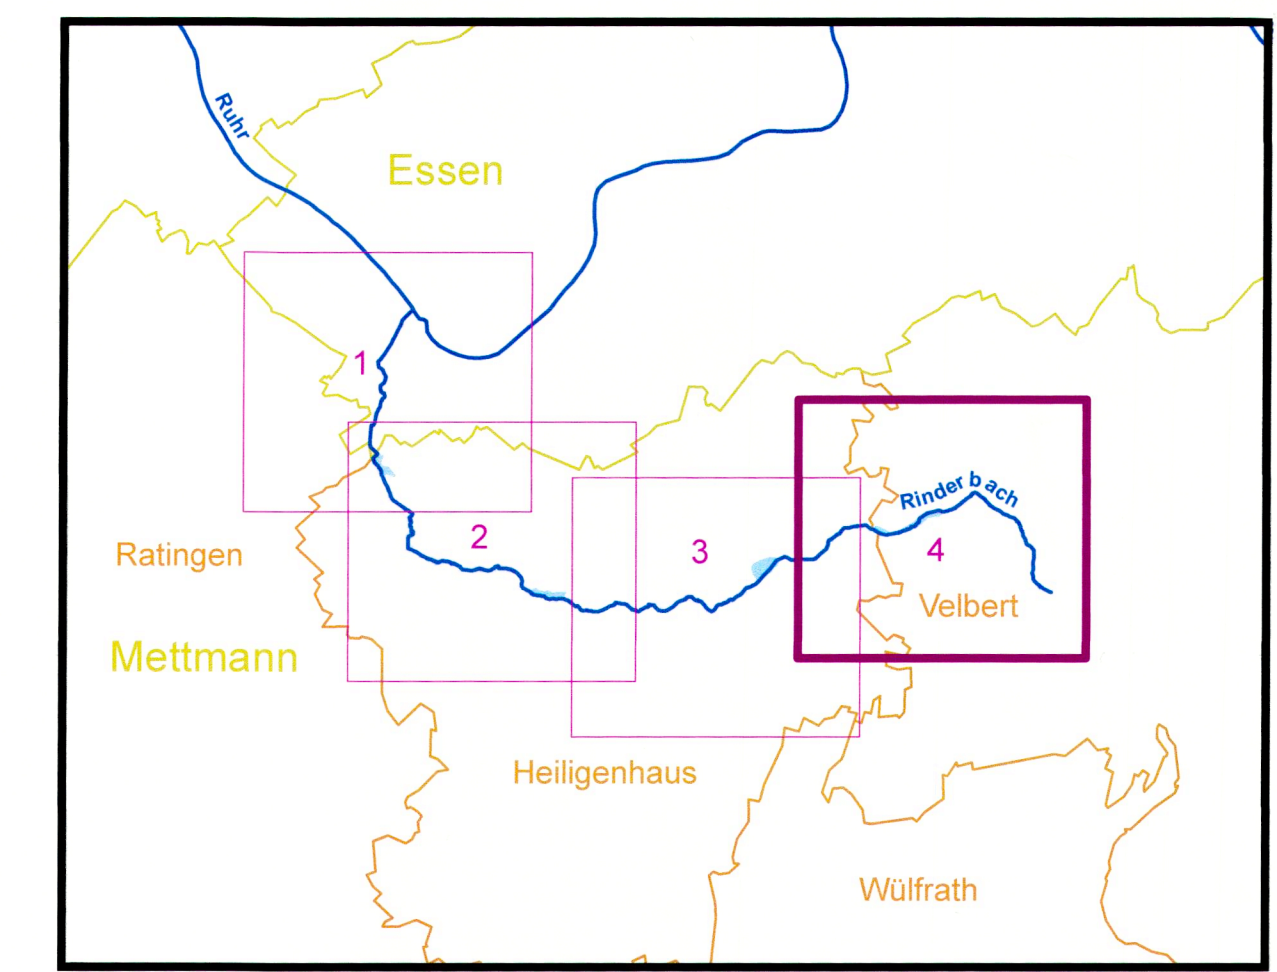 Ruhr
Essen
1
Rinderbach
2
3
4
Ratingen
Velbert
Mettmann
Heiligenhaus
Wülfrath